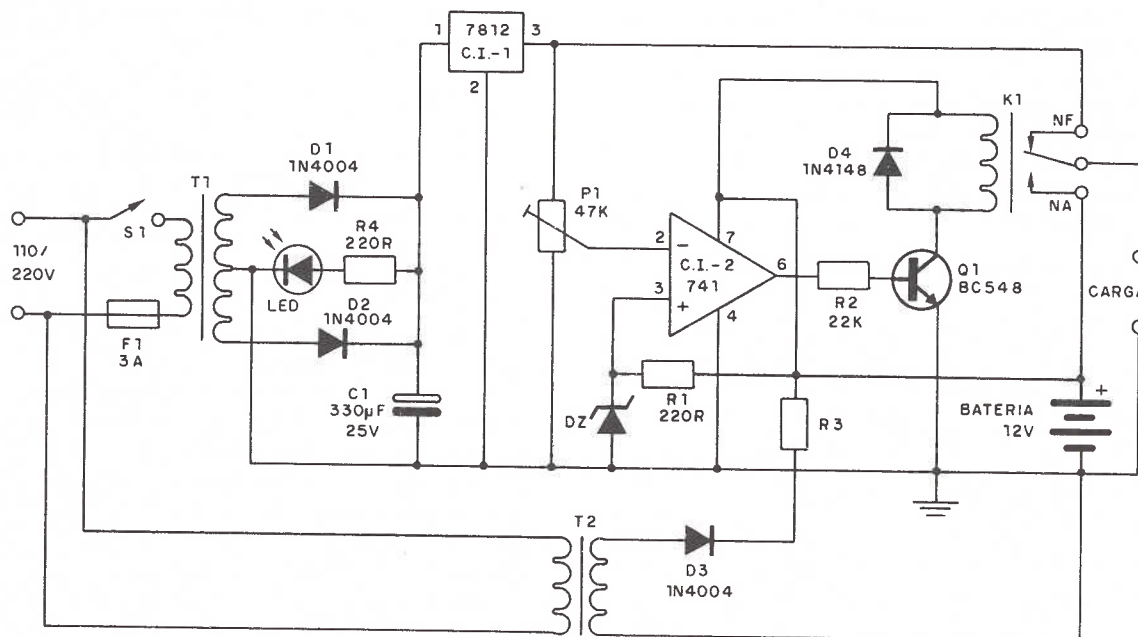 1
7812
C.I.-1
3
2
K1
NF
NA
D1
1N4004
T1
S1
110/
220V
F1
3A
R4
220R
LED
D2
1N4004
C1
330µF
25V
P1
47K
2
-
7
C.I.-2
741
3
+
6
4
R2
22K
D4
1N4148
Q1
BC548
CARGA
R1
220R
DZ
R3
BATERIA
12V
+
T2
D3
1N4004